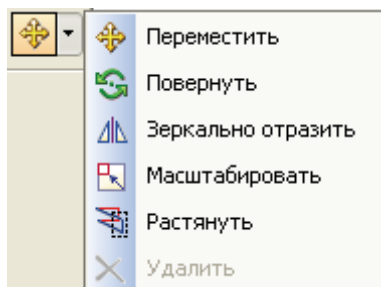 Переместить
Повернуть
Зеркально отразить
Масштабировать
Растянуть
Удалить